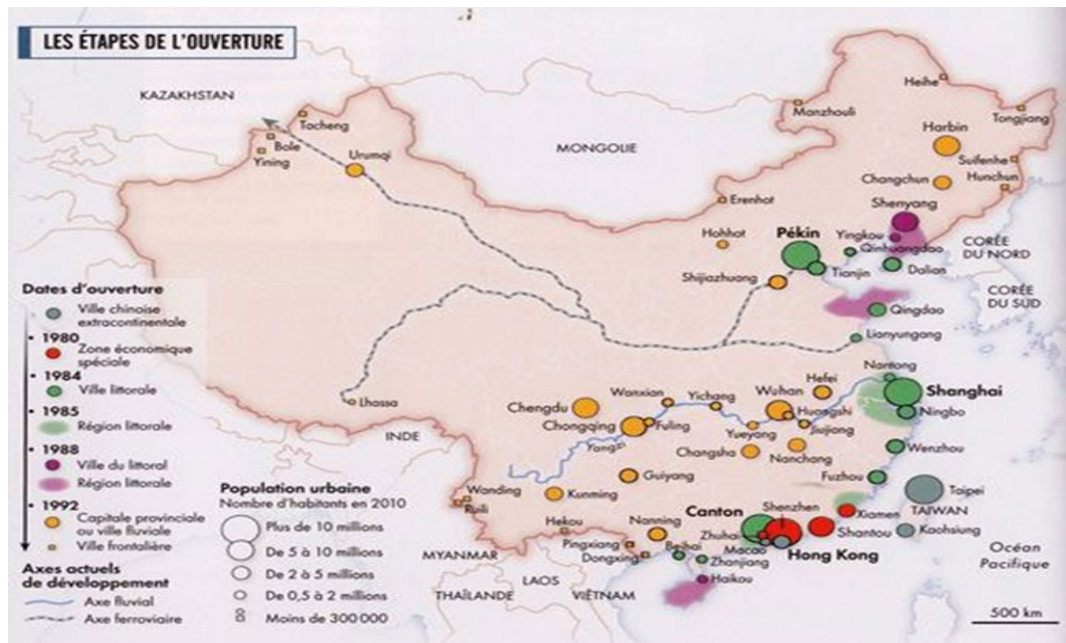 LES ÉTAPES DE L'OUVERTURE
KAZAKHSTAN
Tacheng
Bole
Yining
Urumqi
MONGOLIE
Manzhouli
Heihe
Tongjiang
Harbin
Suifenhe
Changchun
Hunchun
Shenyang
Erenhot
Hohhot
Pékin
Yingkou
Qinhuangdao
CORÉE
DU NORD
Shijiazhuang
Tianjin
Dalian
CORÉE
DU SUD
Qingdao
Lianyungang
Lhassa
INDE
Nantong
Shanghai
Ningbo
Hefei
Wuhan
Huangshi
Jiujiang
Wanxian
Yichang
Chengdu
Chongqing
Fuling
Yueyang
Yangzi
Changsha
Nanchang
Wenzhou
Guiyang
Fuzhou
Kunming
Wanding
Ruili
Taipei
TAIWAN
Kaohsiung
Xiamen
Shantou
Shenzhen
Canton
Zhuhai
Macao
Hong Kong
Nanning
Hekou
Pingxiang
Dongxing
Beihai
Zhanjiang
Haikou
MYANMAR
LAOS
THAÏLANDE
VIÊTNAM
Océan
Pacifique
500 km
Dates d'ouverture
Ville chinoise
extracontinentale
1980
Zone économique
spéciale
1984
Ville littorale
1985
Région littorale
1988
Ville du littoral
Région littorale
1992
Capitale provinciale
ou ville fluviale
Ville frontalière
Axes actuels
de développement
Axe fluvial
Axe ferroviaire
Population urbaine
Nombre d'habitants en 2010
Plus de 10 millions
De 5 à 10 millions
De 2 à 5 millions
De 0,5 à 2 millions
Moins de 300 000